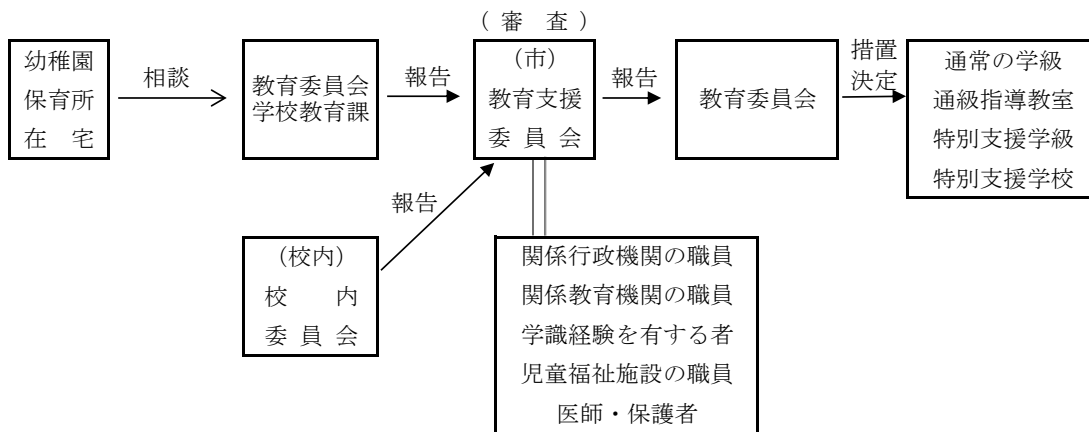 (審 査)
幼稚園
保育所
在 宅
相談
教育委員会
学校教育課
報告
(市)
教育支援
委 員 会
報告
教育委員会
措置
決定
通常の学級
通級指導教室
特別支援学級
特別支援学校
報告
(校内)
校 内
委 員 会
関係行政機関の職員
関係教育機関の職員
学識経験を有する者
児童福祉施設の職員
医師・保護者